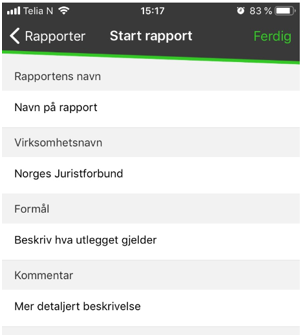 Telia N 15:17 83 %
Rapporter Start rapport Ferdig
Rapportens navn
Navn på rapport
Virksomhetsnavn
Norges Juristforbund
Formål
Beskriv hva utlegget gjelder
Kommentar
Mer detaljert beskrivelse